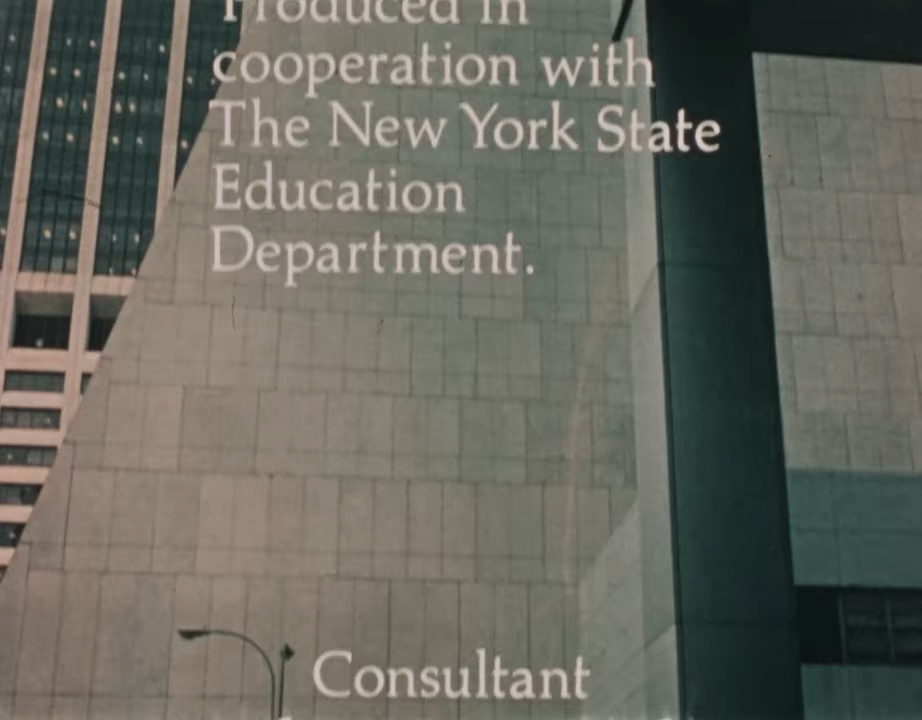 Produced in
cooperation with
The New York State
Education
Department.
Consultant